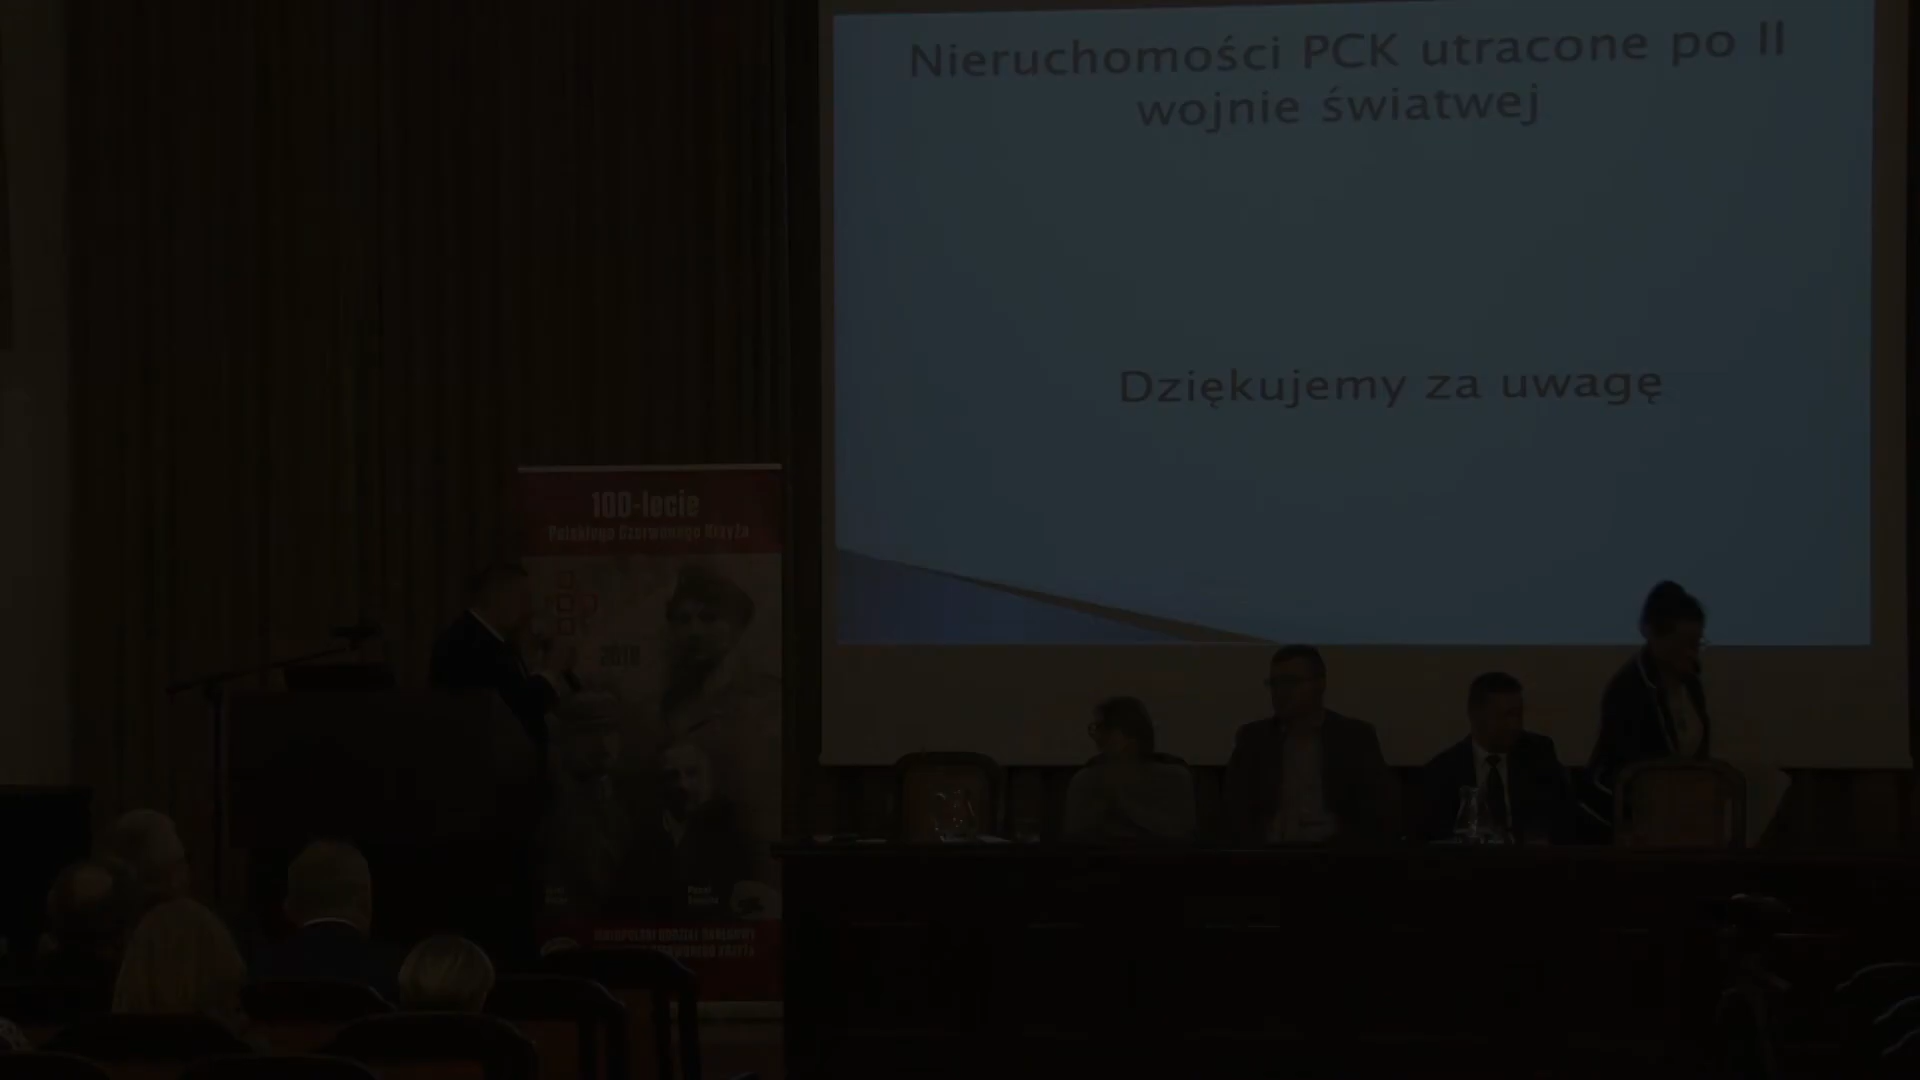 Nieruchomości PCK utracone po II
wojnie światwej
Dziękujemy za uwagę
100-lecie
Polskiego Czerwonego Krzyża